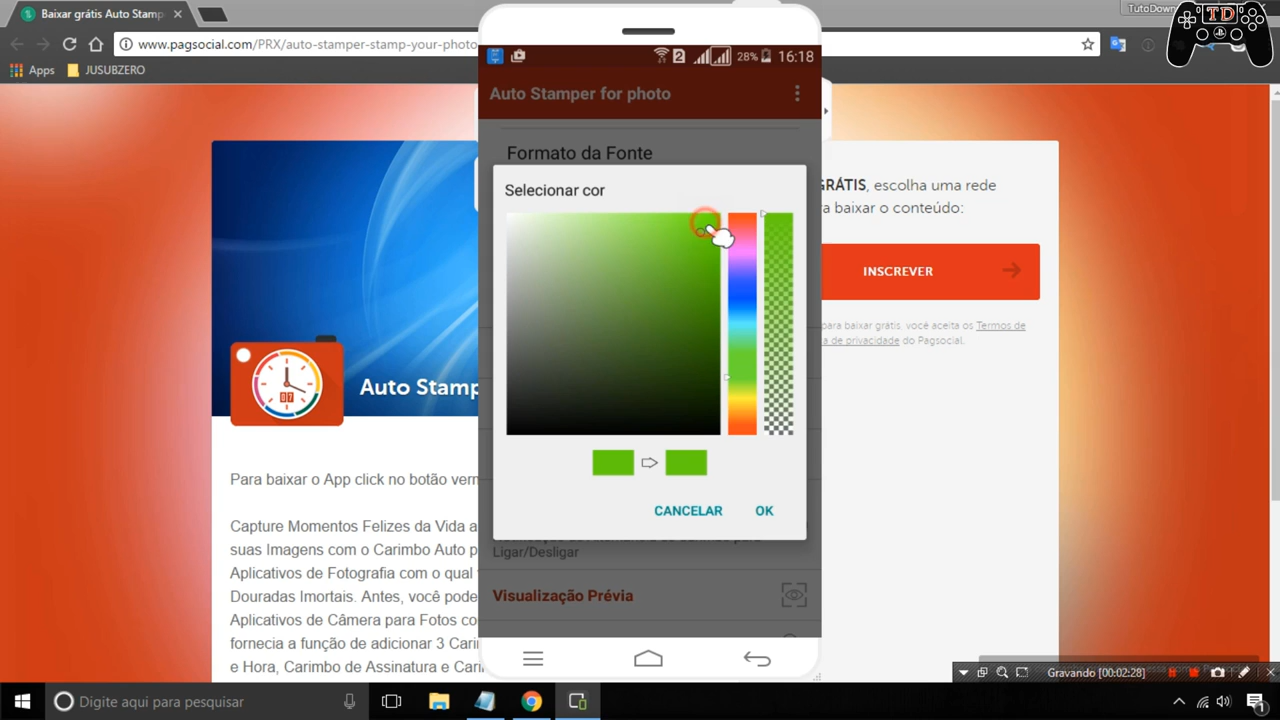 Baixar grátis Auto Stamp
TutoDown
TD
www.pagsocial.com/PRX/auto-stamper-stamp-your-photo
Apps
JUSUBZERO
2
28%
16:18
Auto Stamper for photo
Formato da Fonte
Selecionar cor
CANCELAR
OK
Ligar/Desligar
Visualização Prévia
GRÁTIS, escolha uma rede
a baixar o conteúdo:
INSCREVER
para baixar grátis, você aceita os Termos de
a de privacidade do Pagsocial.
07
Auto Stamp
Para baixar o App click no botão verm
Capture Momentos Felizes da Vida a
suas Imagens com o Carimbo Auto p
Aplicativos de Fotografia com o qual
Douradas Imortais. Antes, você pode
Aplicativos de Câmera para Fotos co
fornecia a função de adicionar 3 Cari
e Hora, Carimbo de Assinatura e Cari
Gravando [00:02:28]
Digite aqui para pesquisar
1